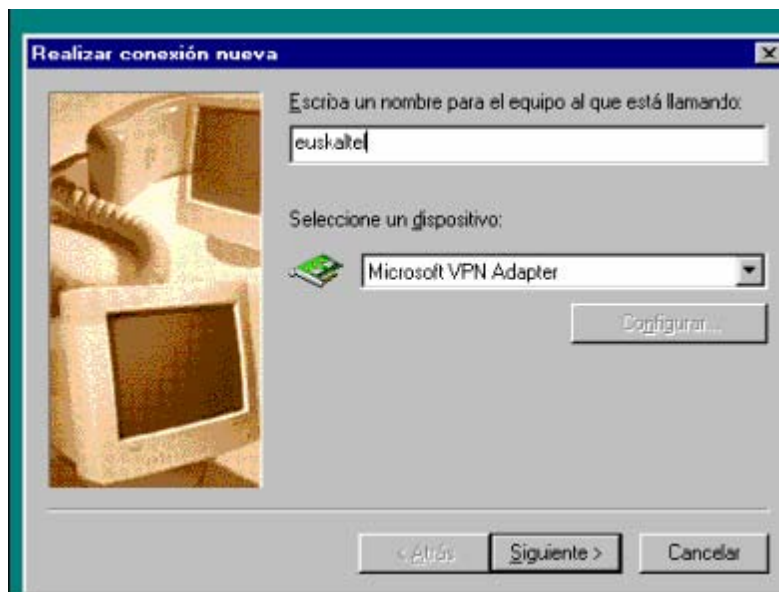 Realizar conexión nueva
Escriba un nombre para el equipo al que está llamando:
euskaltel
Seleccione un dispositivo:
Microsoft VPN Adapter
Configurar...
< Atrás
Siguiente >
Cancelar